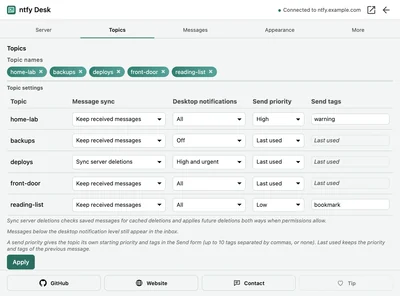 ntfy Desk
Connected to ntfy.example.com
Server Topics Messages Appearance More
Topics
Topic names
home-lab × backups × deploys × front-door × reading-list ×
Topic settings
Topic Message sync Desktop notifications Send priority Send tags
home-lab Keep received messages All High warning
backups Keep received messages Off Last used Last used
deploys Sync server deletions High and urgent Last used Last used
front-door Keep received messages All Last used Last used
reading-list Keep received messages All Low bookmark
Sync server deletions checks saved messages for cached deletions and applies future deletions both ways when permissions allow.
Messages below the desktop notification level still appear in the inbox.
A send priority gives the topic its own starting priority and tags in the Send form (up to 10 tags separated by commas, or none). Last used keeps the priority
and tags of the previous message.
Apply
GitHub Website Contact Tip